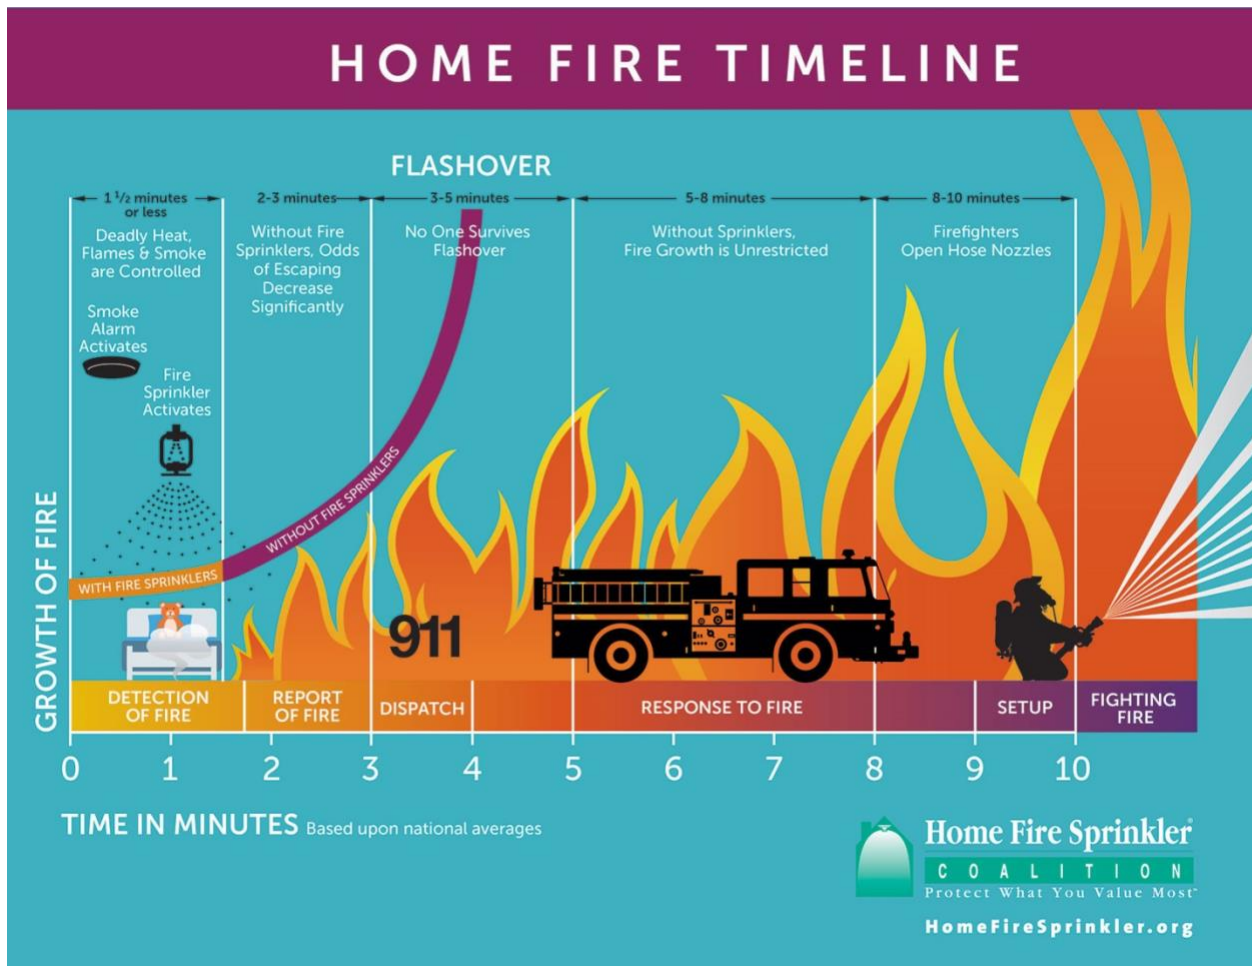 HOME FIRE TIMELINE
FLASHOVER
1 1/2 minutes
or less
Deadly Heat,
Flames & Smoke
are Controlled
Smoke
Alarm
Activates
Fire
Sprinkler
Activates
2-3 minutes
Without Fire
Sprinklers, Odds
of Escaping
Decrease
Significantly
3-5 minutes
No One Survives
Flashover
5-8 minutes
Without Sprinklers,
Fire Growth is Unrestricted
8-10 minutes
Firefighters
Open Hose Nozzles
GROWTH OF FIRE
WITH FIRE SPRINKLERS
WITHOUT FIRE SPRINKLERS
911
DETECTION
OF FIRE
REPORT
OF FIRE
DISPATCH
RESPONSE TO FIRE
SETUP
FIGHTING
FIRE
0 1 2 3 4 5 6 7 8 9 10
TIME IN MINUTES Based upon national averages
Home Fire Sprinkler®
COALITION
Protect What You Value Most™
HomeFireSprinkler.org